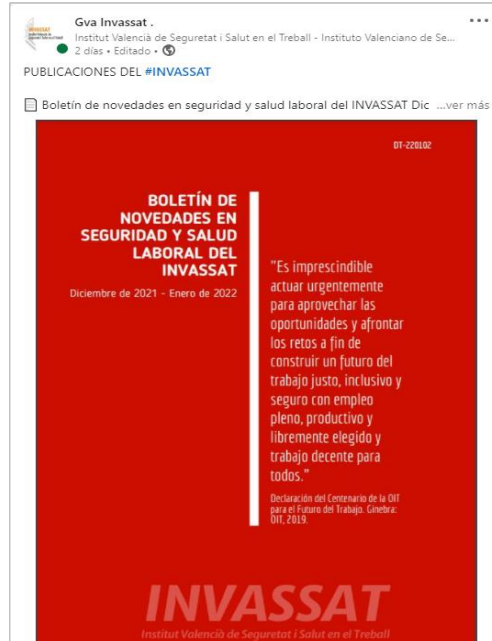 INVASSAT
Gva Invassat .
Institut Valencià de Seguretat i Salut en el Treball - Instituto Valenciano de Se...
2 días • Editado •
PUBLICACIONES DEL #INVASSAT
Boletín de novedades en seguridad y salud laboral del INVASSAT Dic ...ver más
DT-220102
BOLETÍN DE
NOVEDADES EN
SEGURIDAD Y SALUD
LABORAL DEL
INVASSAT
Diciembre de 2021 - Enero de 2022
"Es imprescindible
actuar urgentemente
para aprovechar las
oportunidades y afrontar
los retos a fin de
construir un futuro del
trabajo justo, inclusivo y
seguro con empleo
pleno, productivo y
libremente elegido y
trabajo decente para
todos."
Declaración del Centenario de la OIT
para el Futuro del Trabajo. Ginebra:
OIT, 2019.
INVASSAT
Institut Valencià de Seguretat i Salut en el Treball